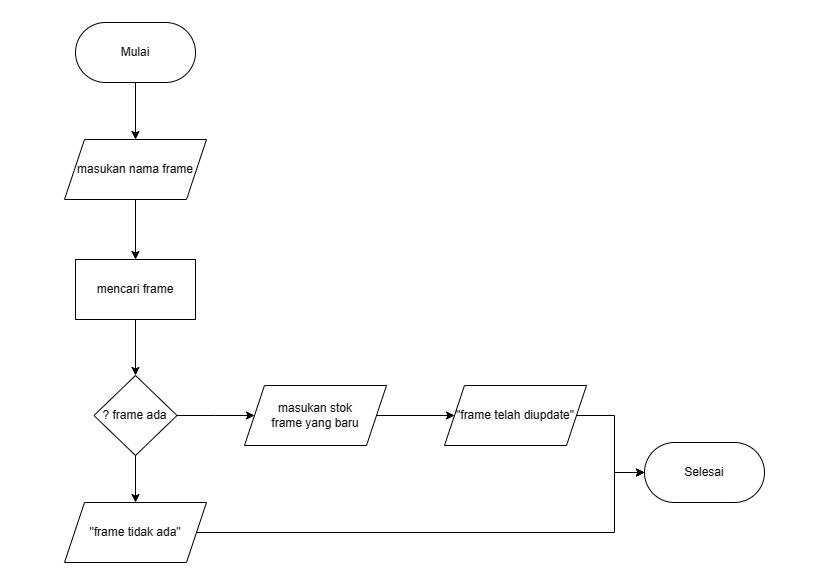 Mulai
masukan nama frame
mencari frame
? frame ada
masukan stok
frame yang baru
"frame telah diupdate"
Selesai
"frame tidak ada"